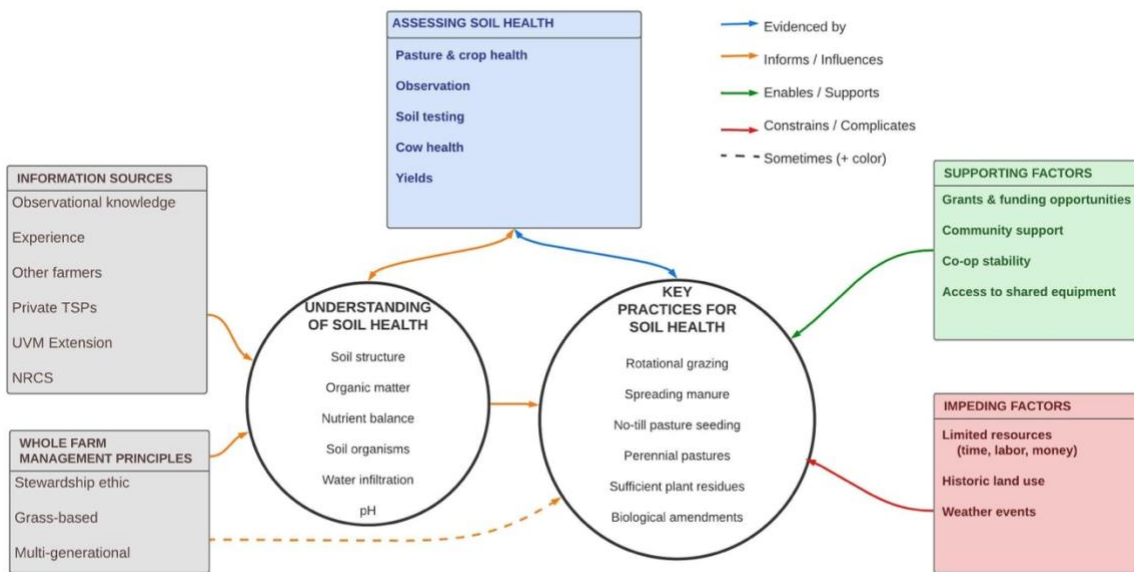 ASSESSING SOIL HEALTH
Pasture & crop health
Observation
Soil testing
Cow health
Yields
Evidenced by
Informs / Influences
Enables / Supports
Constrains / Complicates
Sometimes (+ color)
INFORMATION SOURCES
Observational knowledge
Experience
Other farmers
Private TSPs
UVM Extension
NRCS
WHOLE FARM
MANAGEMENT PRINCIPLES
Stewardship ethic
Grass-based
Multi-generational
UNDERSTANDING
OF SOIL HEALTH
Soil structure
Organic matter
Nutrient balance
Soil organisms
Water infiltration
pH
KEY
PRACTICES FOR
SOIL HEALTH
Rotational grazing
Spreading manure
No-till pasture seeding
Perennial pastures
Sufficient plant residues
Biological amendments
SUPPORTING FACTORS
Grants & funding opportunities
Community support
Co-op stability
Access to shared equipment
IMPEDING FACTORS
Limited resources
(time, labor, money)
Historic land use
Weather events